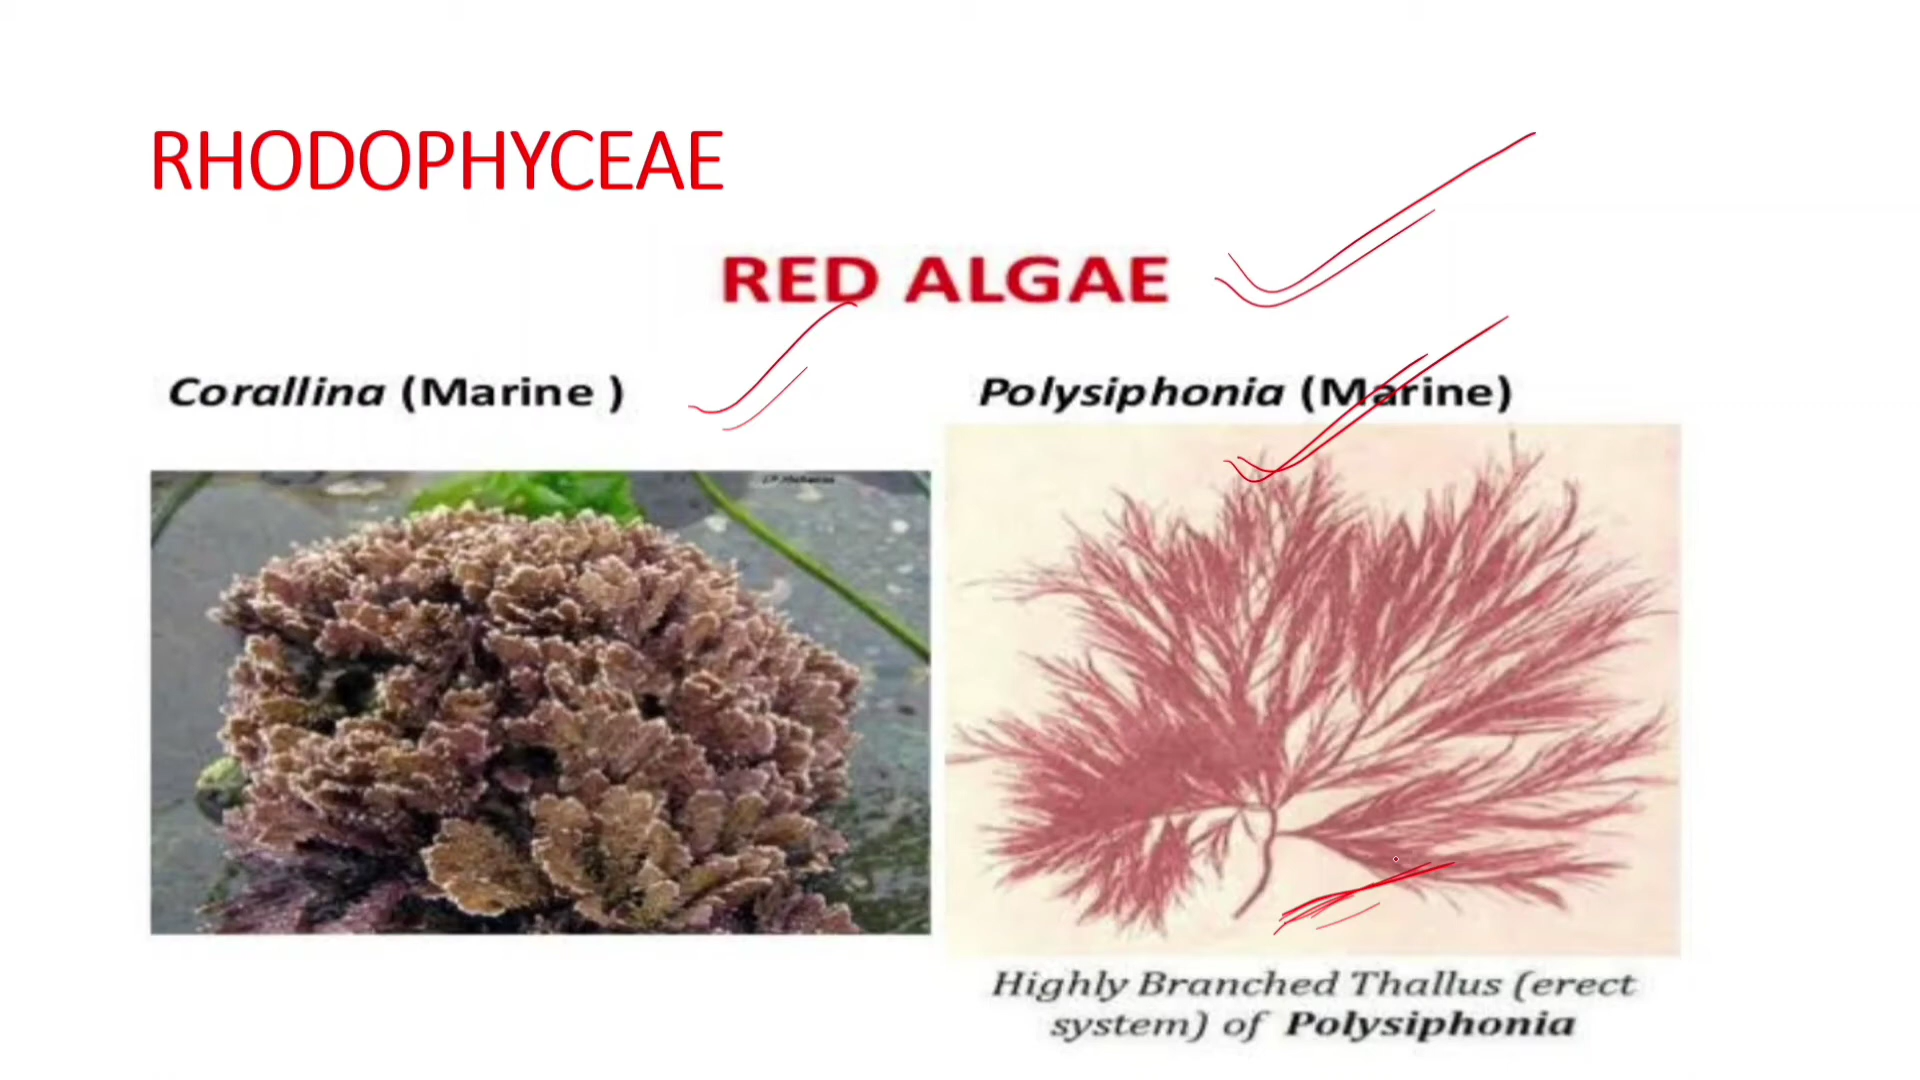 RHODOPHYCEAE
RED ALGAE
Corallina (Marine )
Polysiphonia (Marine)
Highly Branched Thallus (erect
system) of Polysiphonia